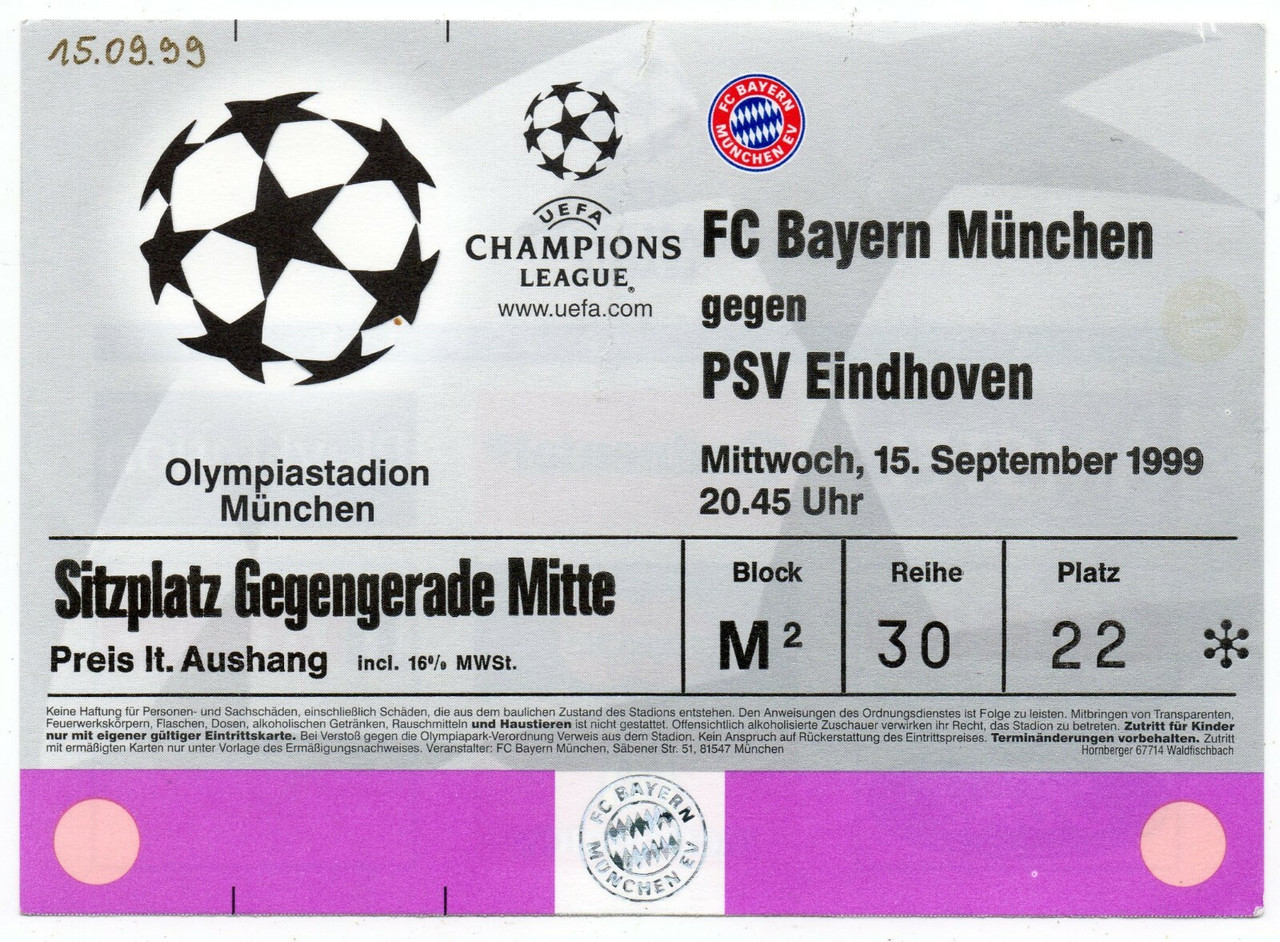 15.09.99
FC BAYERN
MÜNCHEN EV
UEFA
CHAMPIONS
LEAGUE®
www.uefa.com
FC Bayern München
gegen
PSV Eindhoven
Mittwoch, 15. September 1999
20.45 Uhr
Olympiastadion
München
Sitzplatz Gegengerade Mitte
Preis lt. Aushang incl. 16% MWSt.
Block Reihe Platz
M² 30 22
Keine Haftung für Personen- und Sachschäden, einschließlich Schäden, die aus dem baulichen Zustand des Stadions entstehen. Den Anweisungen des Ordnungsdienstes ist Folge zu leisten. Mitbringen von Transparenten,
Feuerwerkskörpern, Flaschen, Dosen, alkoholischen Getränken, Rauschmitteln und Haustieren ist nicht gestattet. Offensichtlich alkoholisierte Zuschauer verwirken ihr Recht, das Stadion zu betreten. Zutritt für Kinder
nur mit eigener gültiger Eintrittskarte. Bei Verstoß gegen die Olympiapark-Verordnung Verweis aus dem Stadion. Kein Anspruch auf Rückerstattung des Eintrittspreises. Terminänderungen vorbehalten. Zutritt
mit ermäßigten Karten nur unter Vorlage des Ermäßigungsnachweises. Veranstalter: FC Bayern München, Säbener Str. 51, 81547 München
Hornberger 67714 Waldfischbach
FC BAYERN
MÜNCHEN EV